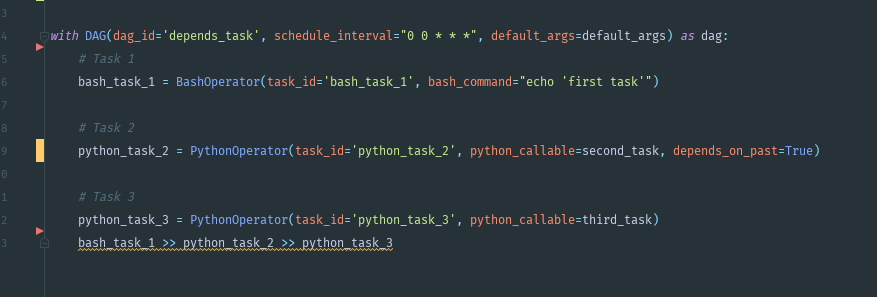 3
4 with DAG(dag_id='depends_task', schedule_interval="0 0 * * *", default_args=default_args) as dag:
5 # Task 1
6 bash_task_1 = BashOperator(task_id='bash_task_1', bash_command="echo 'first task'")
7
8 # Task 2
9 python_task_2 = PythonOperator(task_id='python_task_2', python_callable=second_task, depends_on_past=True)
0
1 # Task 3
2 python_task_3 = PythonOperator(task_id='python_task_3', python_callable=third_task)
3 bash_task_1 >> python_task_2 >> python_task_3